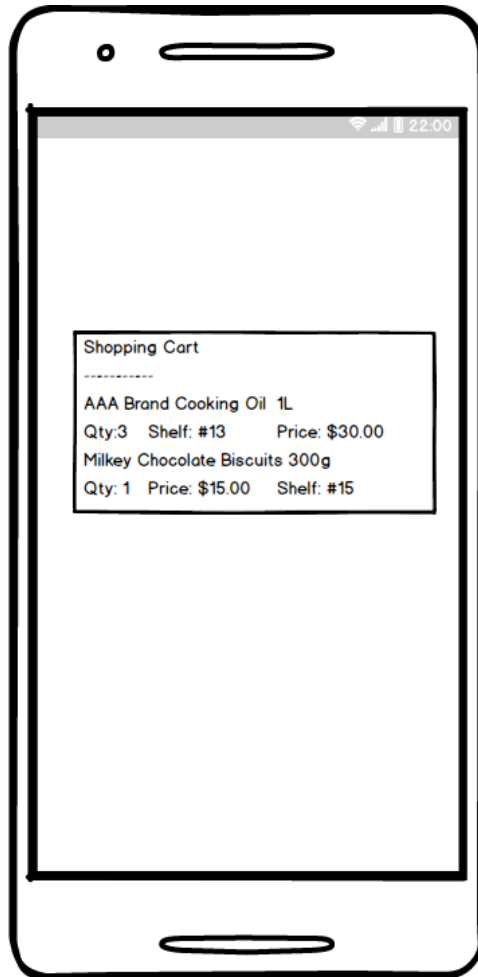 22:00
Shopping Cart
-----------
AAA Brand Cooking Oil 1L
Qty:3 Shelf: #13 Price: $30.00
Milkey Chocolate Biscuits 300g
Qty: 1 Price: $15.00 Shelf: #15